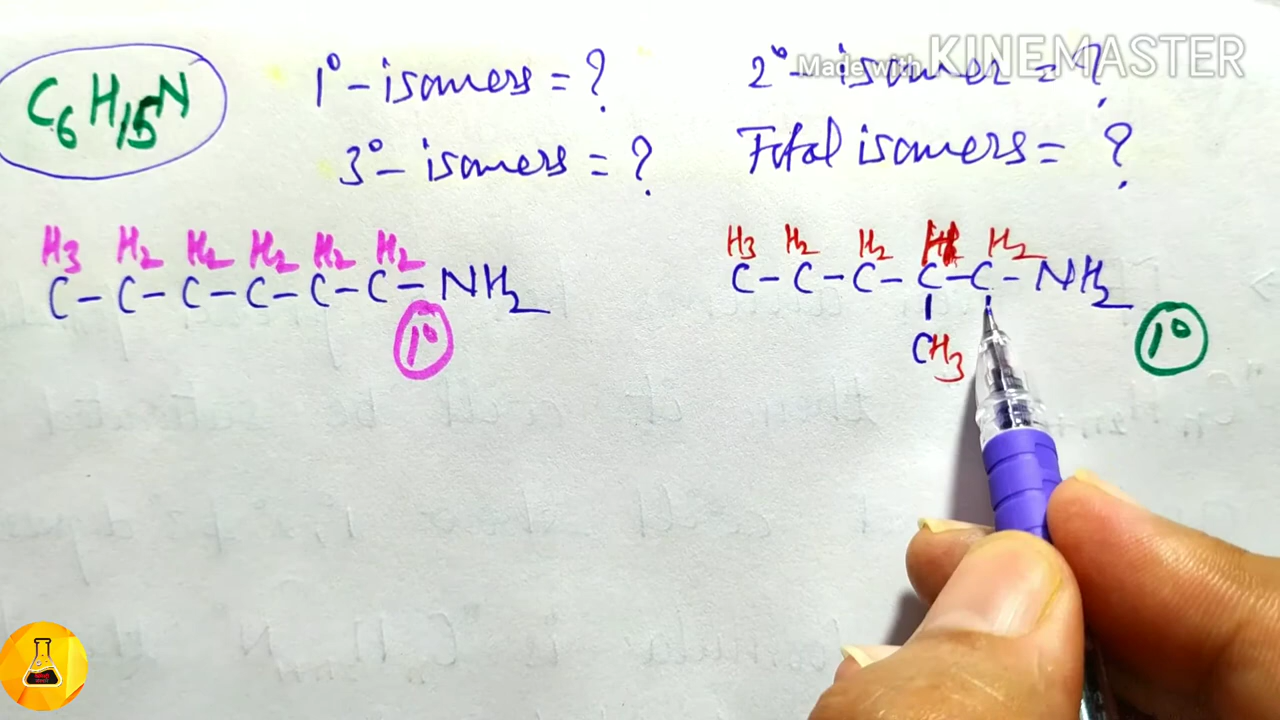 C6H15N 1° - isomers = ? 2° - isomer = ?
Made with KINEMASTER
3° - isomers = ? Total isomers = ?
H3 H2 H2 H2 H2 H2
C - C - C - C - C - C - NH2
1°
H3 H2 H2 H H2
C - C - C - C - C - NH2
CH3
1°